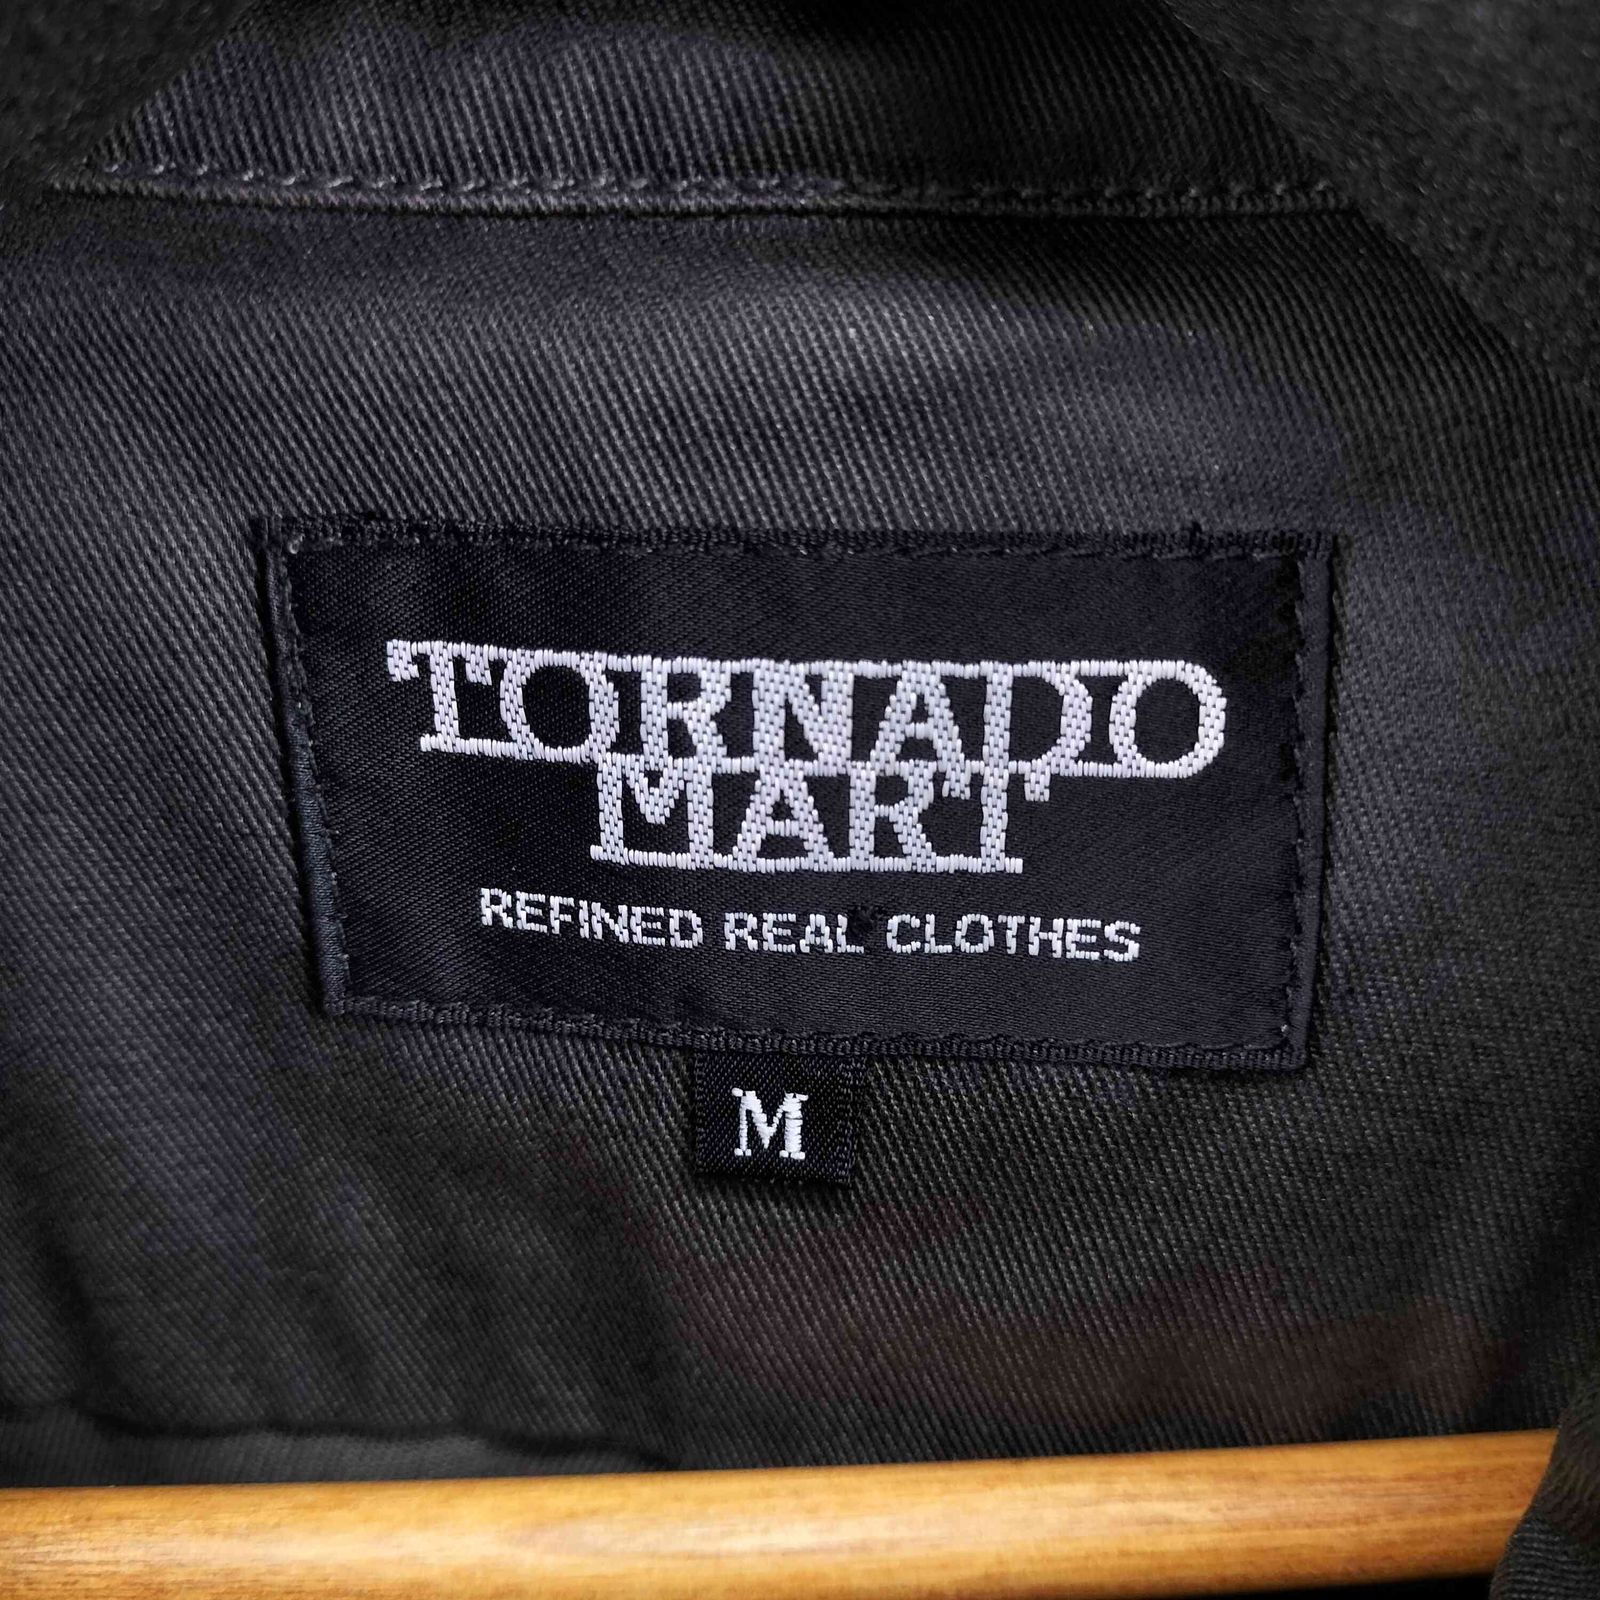 TORNADO
MART
REFINED REAL CLOTHES
M